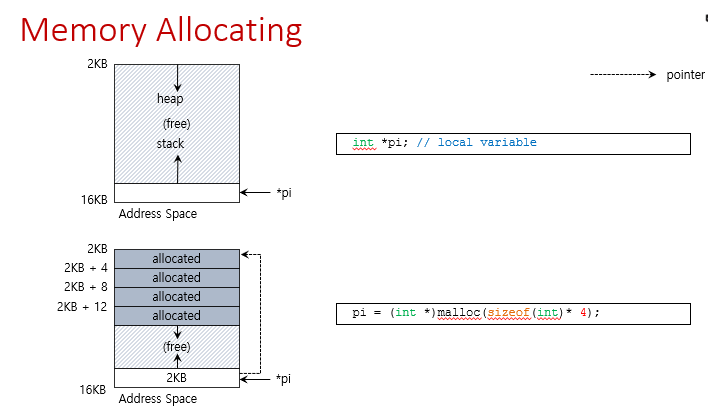 Memory Allocating
2KB
pointer
heap
(free)
stack
int *pi; // local variable
16KB
*pi
Address Space
2KB
allocated
2KB + 4
allocated
2KB + 8
allocated
2KB + 12
allocated
pi = (int *)malloc(sizeof(int)* 4);
(free)
2KB
*pi
16KB
Address Space